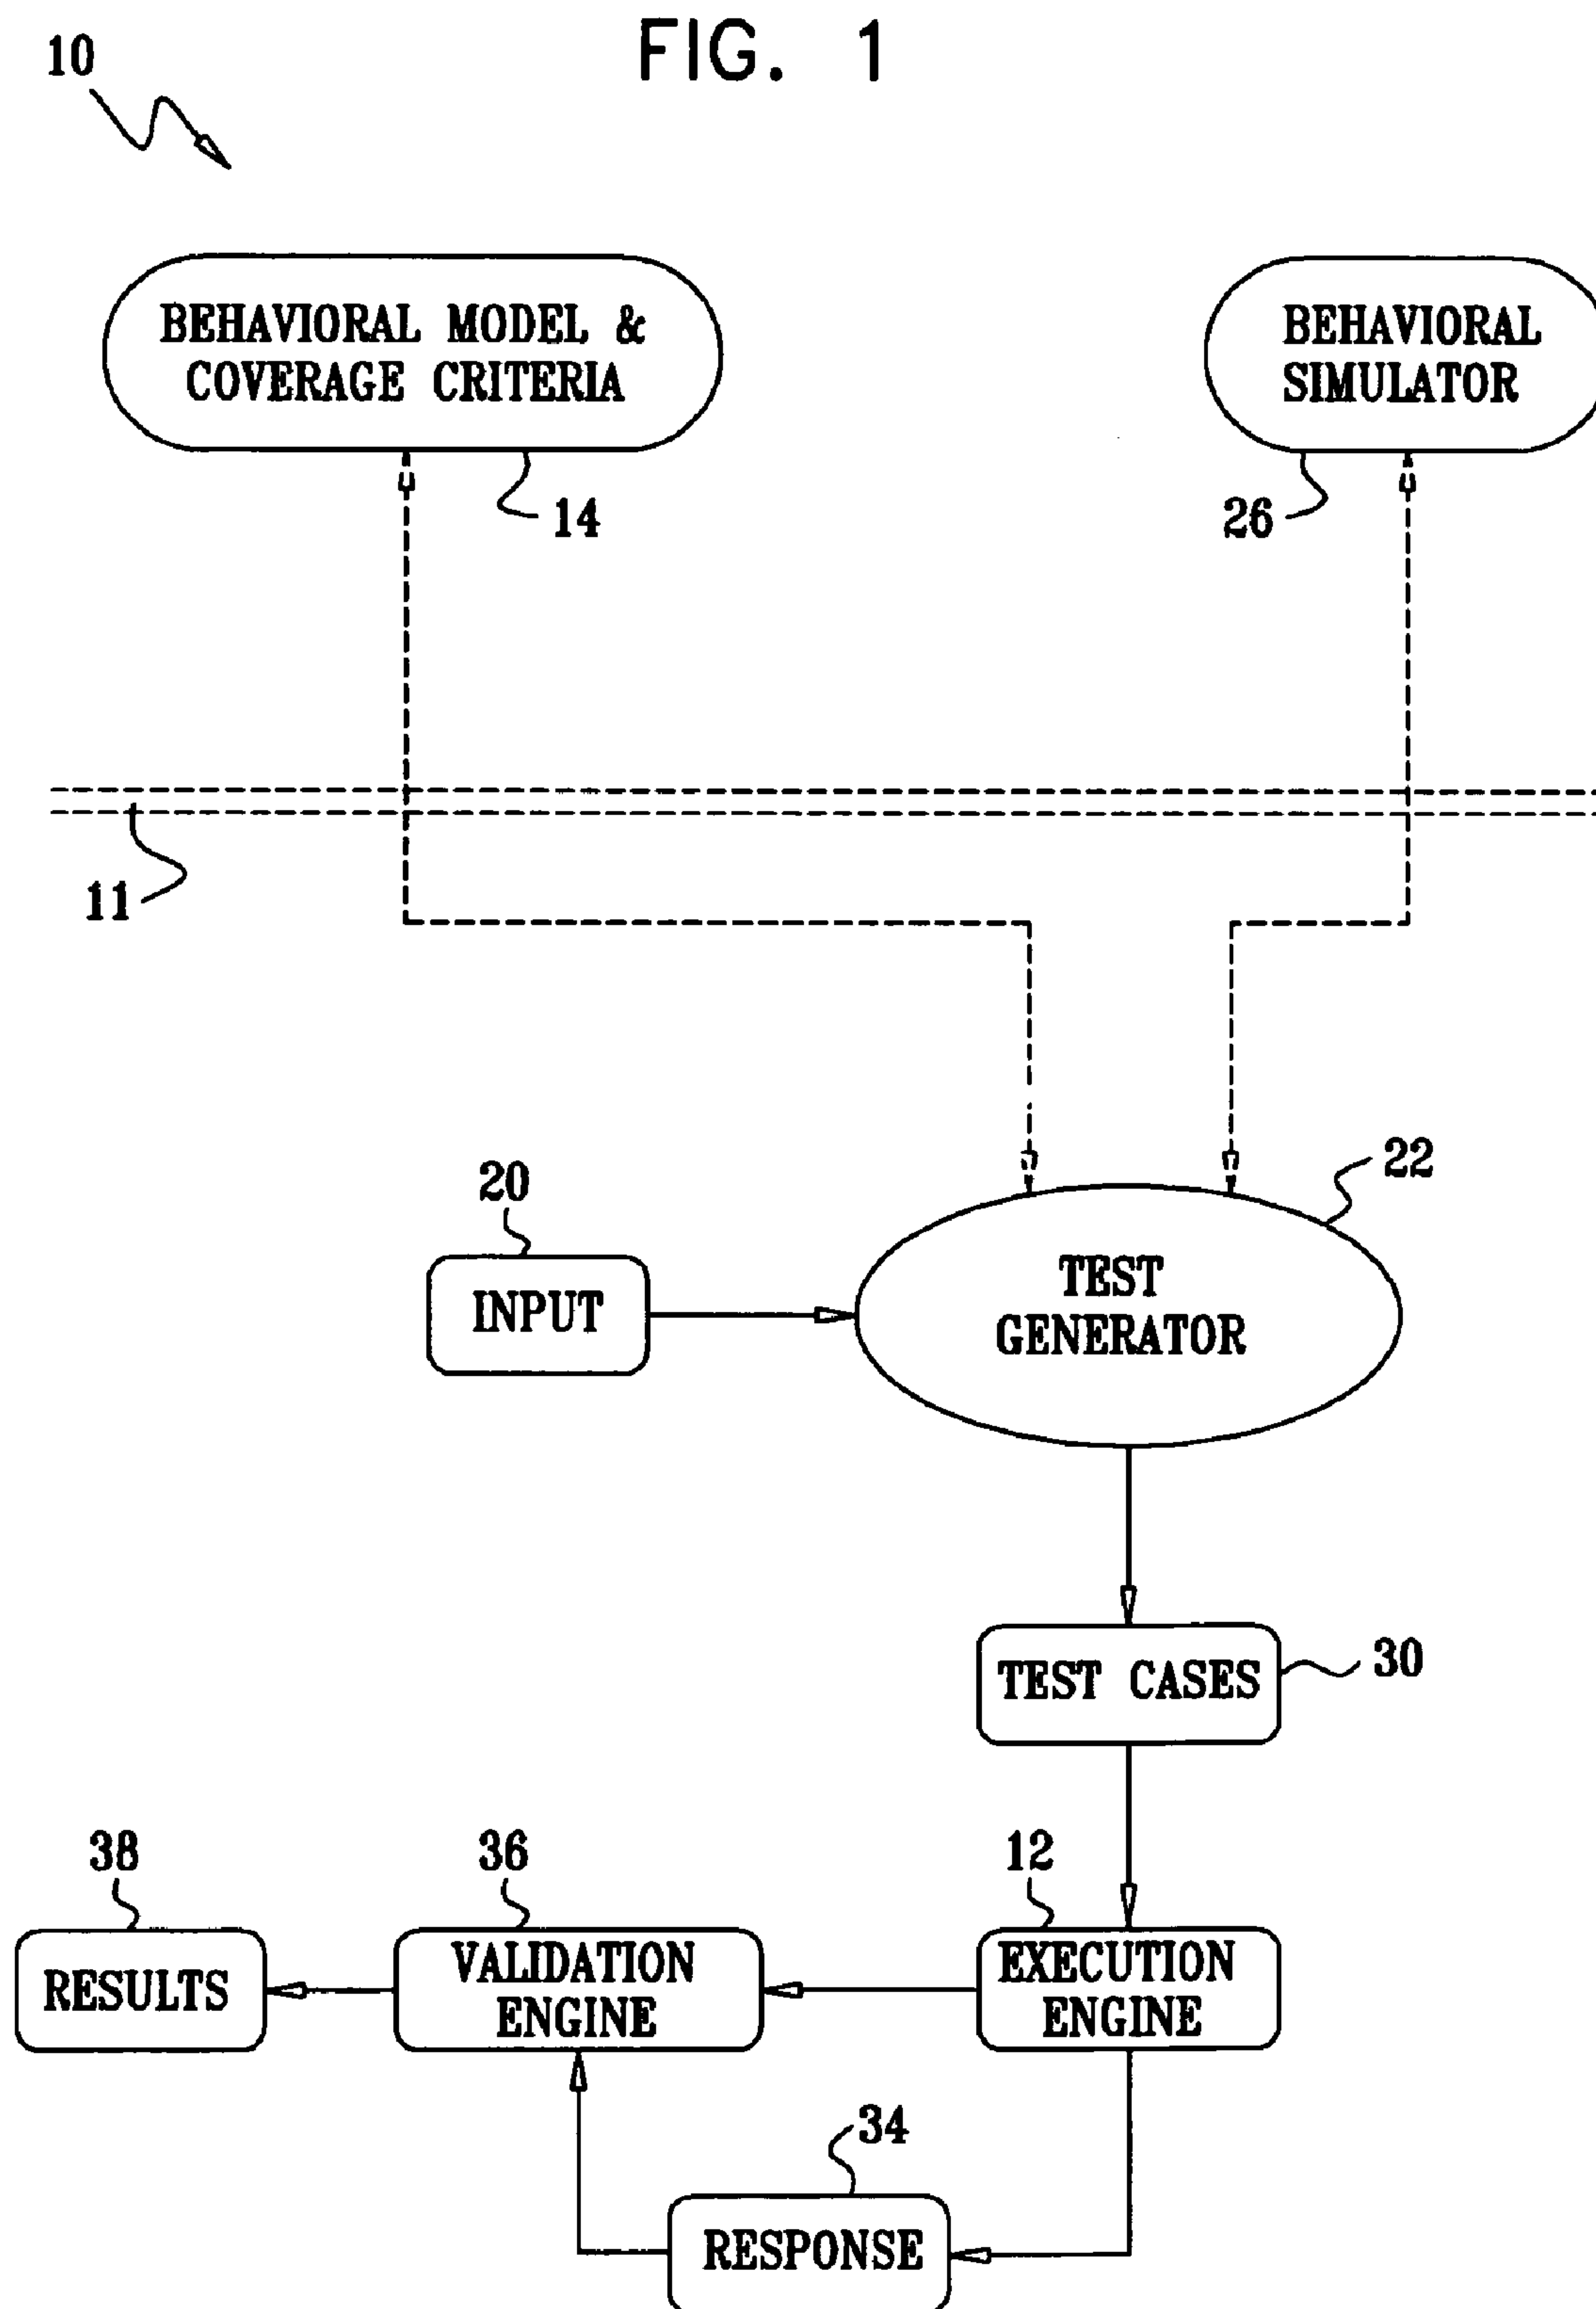 FIG. 1
10
BEHAVIORAL MODEL &
COVERAGE CRITERIA
BEHAVIORAL
SIMULATOR
14
26
11
22
20
INPUT
TEST
GENERATOR
TEST CASES
30
38
36
12
RESULTS
VALIDATION
ENGINE
EXECUTION
ENGINE
34
RESPONSE